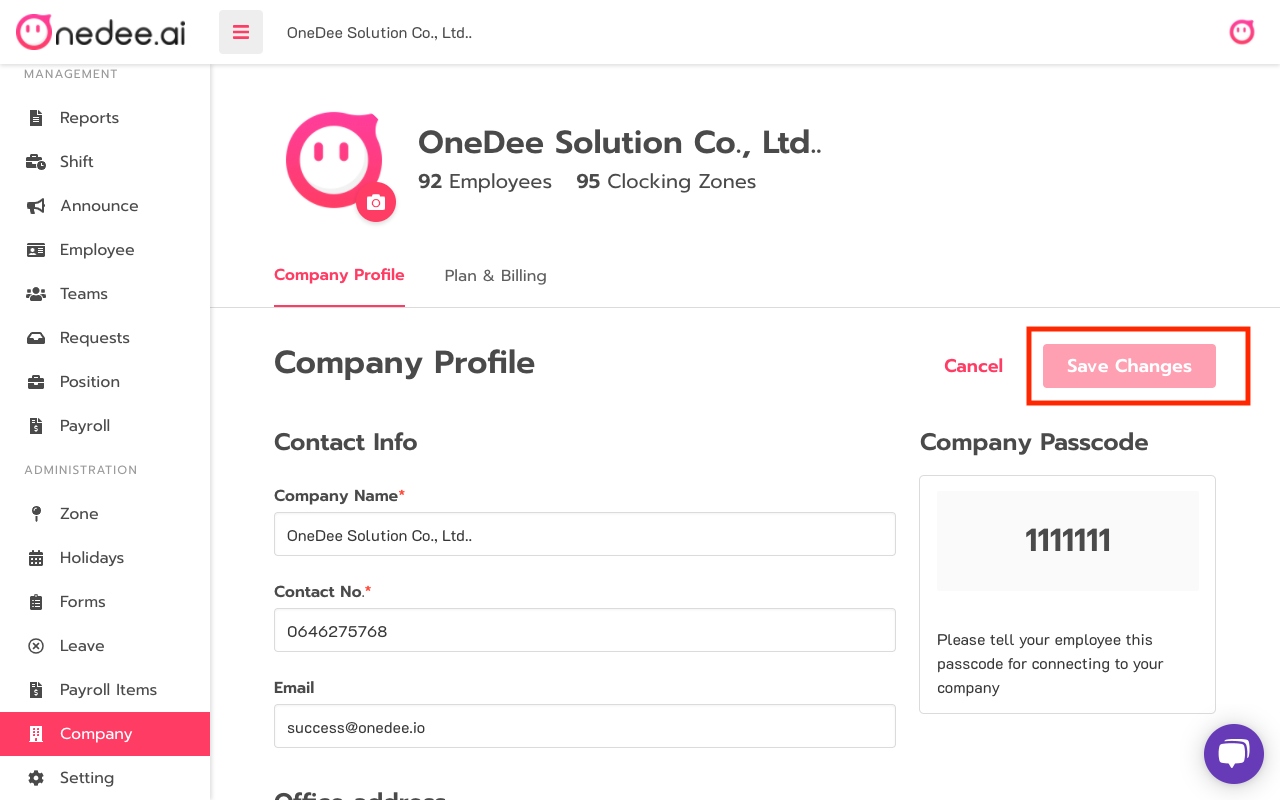 Onedee.ai
OneDee Solution Co., Ltd..
MANAGEMENT
Reports
Shift
Announce
Employee
Teams
Requests
Position
Payroll
ADMINISTRATION
Zone
Holidays
Forms
Leave
Payroll Items
Company
Setting
OneDee Solution Co., Ltd..
92 Employees 95 Clocking Zones
Company Profile Plan & Billing
Company Profile
Cancel Save Changes
Contact Info
Company Name*
OneDee Solution Co., Ltd..
Contact No.*
0646275768
Email
success@onedee.io
Office address
Company Passcode
1111111
Please tell your employee this
passcode for connecting to your
company